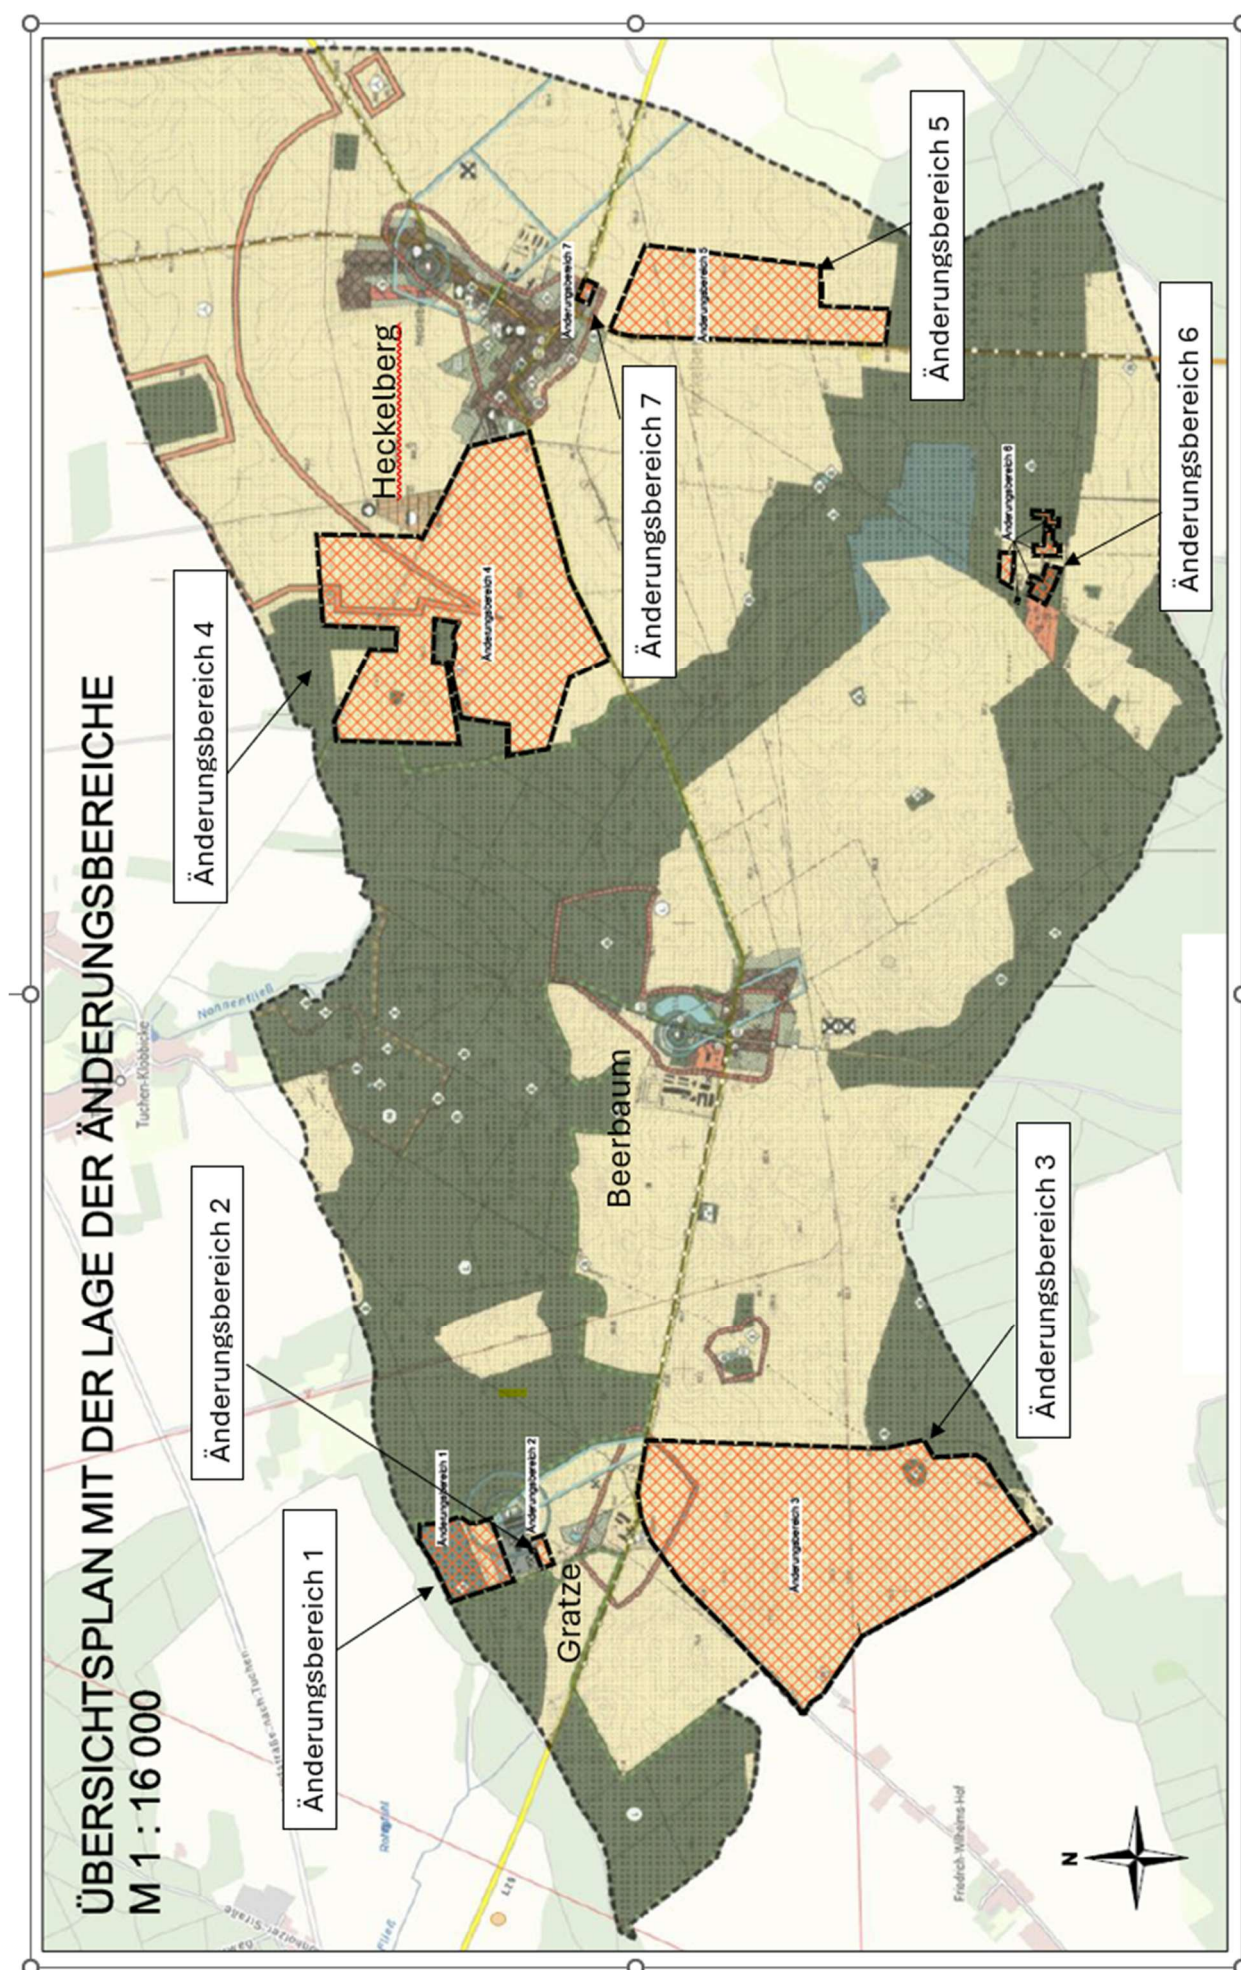 ÜBERSICHTSPLAN MIT DER LAGE DER ÄNDERUNGSBEREICHE
M 1 : 16 000
Änderungsbereich 1
Änderungsbereich 2
Änderungsbereich 4
Tuchen-Klobbicke
Nonnenfließ
Heckelberg
Änderungsbereich 1
Änderungsbereich 2
Änderungsbereich 4
Änderungsbereich 7
Gratze
Beerbaum
Änderungsbereich 7
L29
Änderungsbereich 3
Änderungsbereich 5
Änderungsbereich 5
Änderungsbereich 3
Änderungsbereich 6
Änderungsbereich 6
Friedrich-Wilhelms-Hof
N